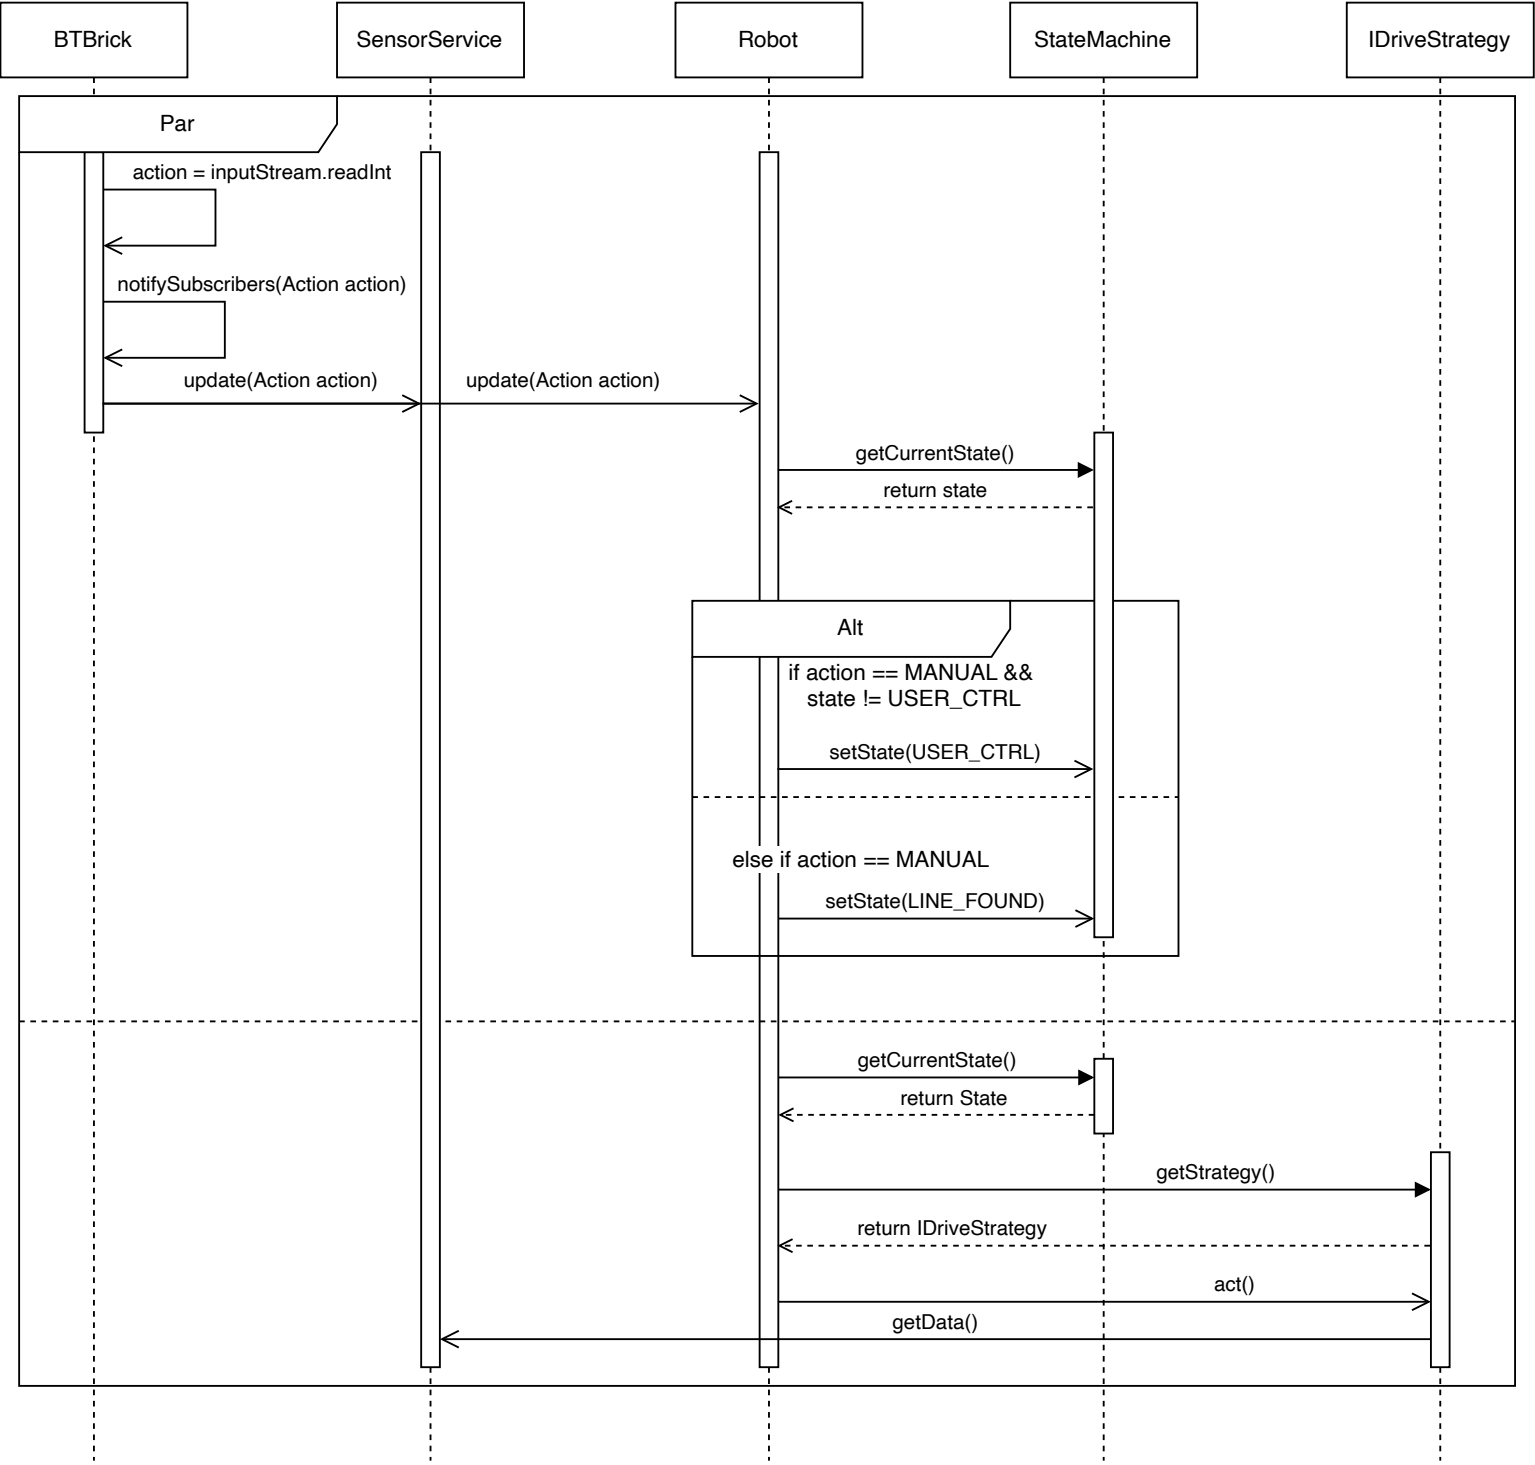 BTBrick
SensorService
Robot
StateMachine
IDriveStrategy
Par
action = inputStream.readInt
notifySubscribers(Action action)
update(Action action)
update(Action action)
getCurrentState()
return state
Alt
if action == MANUAL &&
state != USER_CTRL
setState(USER_CTRL)
else if action == MANUAL
setState(LINE_FOUND)
getCurrentState()
return State
getStrategy()
return IDriveStrategy
act()
getData()